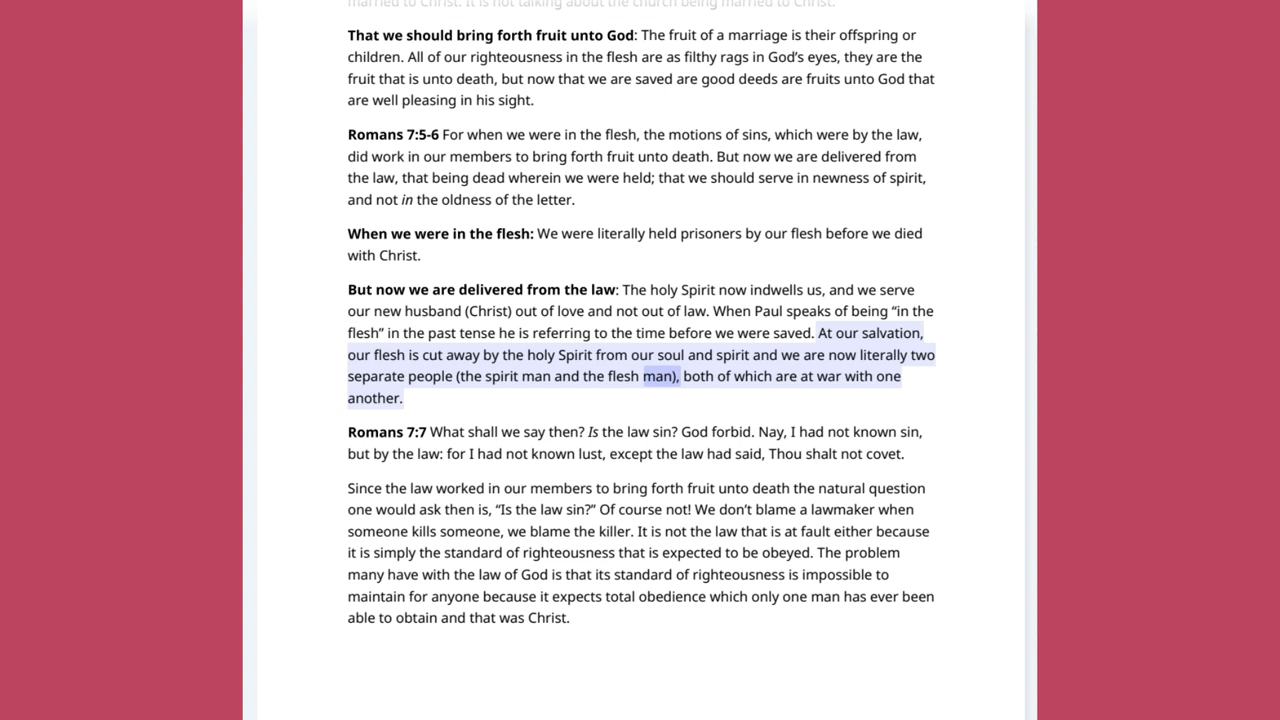 married to Christ. It is not talking about the church being married to Christ.
That we should bring forth fruit unto God: The fruit of a marriage is their offspring or
children. All of our righteousness in the flesh are as filthy rags in God’s eyes, they are the
fruit that is unto death, but now that we are saved are good deeds are fruits unto God that
are well pleasing in his sight.
Romans 7:5-6 For when we were in the flesh, the motions of sins, which were by the law,
did work in our members to bring forth fruit unto death. But now we are delivered from
the law, that being dead wherein we were held; that we should serve in newness of spirit,
and not in the oldness of the letter.
When we were in the flesh: We were literally held prisoners by our flesh before we died
with Christ.
But now we are delivered from the law: The holy Spirit now indwells us, and we serve
our new husband (Christ) out of love and not out of law. When Paul speaks of being “in the
flesh” in the past tense he is referring to the time before we were saved. At our salvation,
our flesh is cut away by the holy Spirit from our soul and spirit and we are now literally two
separate people (the spirit man and the flesh man), both of which are at war with one
another.
Romans 7:7 What shall we say then? Is the law sin? God forbid. Nay, I had not known sin,
but by the law: for I had not known lust, except the law had said, Thou shalt not covet.
Since the law worked in our members to bring forth fruit unto death the natural question
one would ask then is, “Is the law sin?” Of course not! We don’t blame a lawmaker when
someone kills someone, we blame the killer. It is not the law that is at fault either because
it is simply the standard of righteousness that is expected to be obeyed. The problem
many have with the law of God is that its standard of righteousness is impossible to
maintain for anyone because it expects total obedience which only one man has ever been
able to obtain and that was Christ.